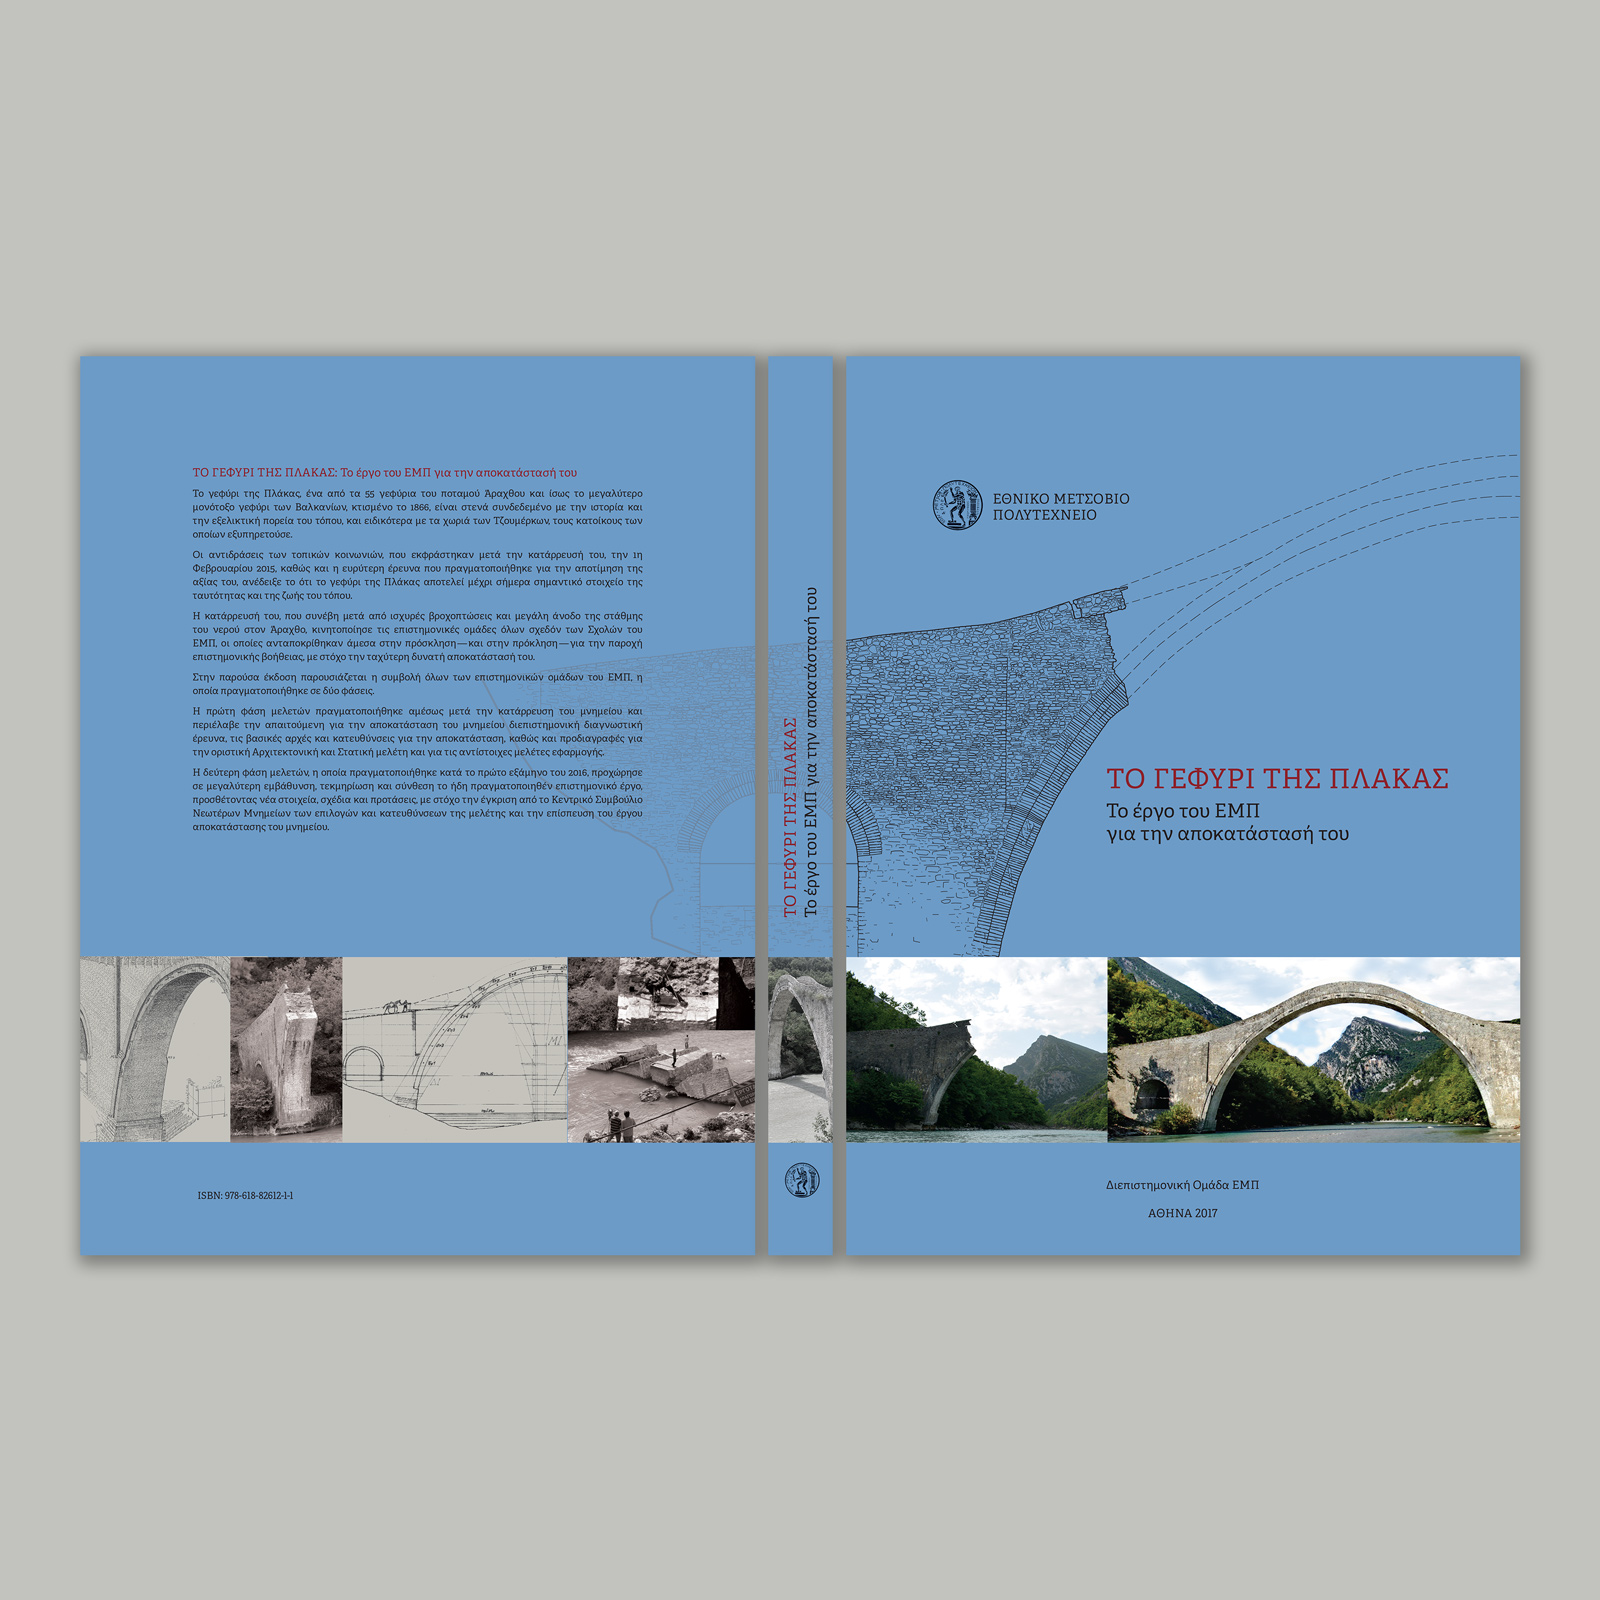 ΤΟ ΓΕΦΥΡΙ ΤΗΣ ΠΛΑΚΑΣ: Το έργο του ΕΜΠ για την αποκατάστασή του
Το γεφύρι της Πλάκας, ένα από τα 55 γεφύρια του ποταμού Άραχθου και ίσως το μεγαλύτερο
μονότοξο γεφύρι των Βαλκανίων, κτισμένο το 1866, είναι στενά συνδεδεμένο με την ιστορία και
την εξελικτική πορεία του τόπου, και ειδικότερα με τα χωριά των Τζουμέρκων, τους κατοίκους των
οποίων εξυπηρετούσε.
Οι αντιδράσεις των τοπικών κοινωνιών, που εκφράστηκαν μετά την κατάρρευσή του, την 1η
Φεβρουαρίου 2015, καθώς και η ευρύτερη έρευνα που πραγματοποιήθηκε για την αποτίμηση της
αξίας του, ανέδειξε το ότι το γεφύρι της Πλάκας αποτελεί μέχρι σήμερα σημαντικό στοιχείο της
ταυτότητας και της ζωής του τόπου.
Η κατάρρευσή του, που συνέβη μετά από ισχυρές βροχοπτώσεις και μεγάλη άνοδο της στάθμης
του νερού στον Άραχθο, κινητοποίησε τις επιστημονικές ομάδες όλων σχεδόν των Σχολών του
ΕΜΠ, οι οποίες ανταποκρίθηκαν άμεσα στην πρόσκληση—και στην πρόκληση—για την παροχή
επιστημονικής βοήθειας, με στόχο την ταχύτερη δυνατή αποκατάστασή του.
Στην παρούσα έκδοση παρουσιάζεται η συμβολή όλων των επιστημονικών ομάδων του ΕΜΠ, η
οποία πραγματοποιήθηκε σε δύο φάσεις.
Η πρώτη φάση μελετών πραγματοποιήθηκε αμέσως μετά την κατάρρευση του μνημείου και
περιέλαβε την απαιτούμενη για την αποκατάσταση του μνημείου διεπιστημονική διαγνωστική
έρευνα, τις βασικές αρχές και κατευθύνσεις για την αποκατάσταση, καθώς και προδιαγραφές για
την οριστική Αρχιτεκτονική και Στατική μελέτη και για τις αντίστοιχες μελέτες εφαρμογής.
Η δεύτερη φάση μελετών, η οποία πραγματοποιήθηκε κατά το πρώτο εξάμηνο του 2016, προχώρησε
σε μεγαλύτερη εμβάθυνση, τεκμηρίωση και σύνθεση το ήδη πραγματοποιηθέν επιστημονικό έργο,
προσθέτοντας νέα στοιχεία, σχέδια και προτάσεις, με στόχο την έγκριση από το Κεντρικό Συμβούλιο
Νεωτέρων Μνημείων των επιλογών και κατευθύνσεων της μελέτης και την επίσπευση του έργου
αποκατάστασης του μνημείου.
ISBN: 978-618-82612-1-1
ΤΟ ΓΕΦΥΡΙ ΤΗΣ ΠΛΑΚΑΣ
Το έργο του ΕΜΠ για την αποκατάστασή του
ΕΘΝΙΚΟ ΜΕΤΣΟΒΙΟ
ΠΟΛΥΤΕΧΝΕΙΟ
ΤΟ ΓΕΦΥΡΙ ΤΗΣ ΠΛΑΚΑΣ
Το έργο του ΕΜΠ
για την αποκατάστασή του
Διεπιστημονική Ομάδα ΕΜΠ
ΑΘΗΝΑ 2017